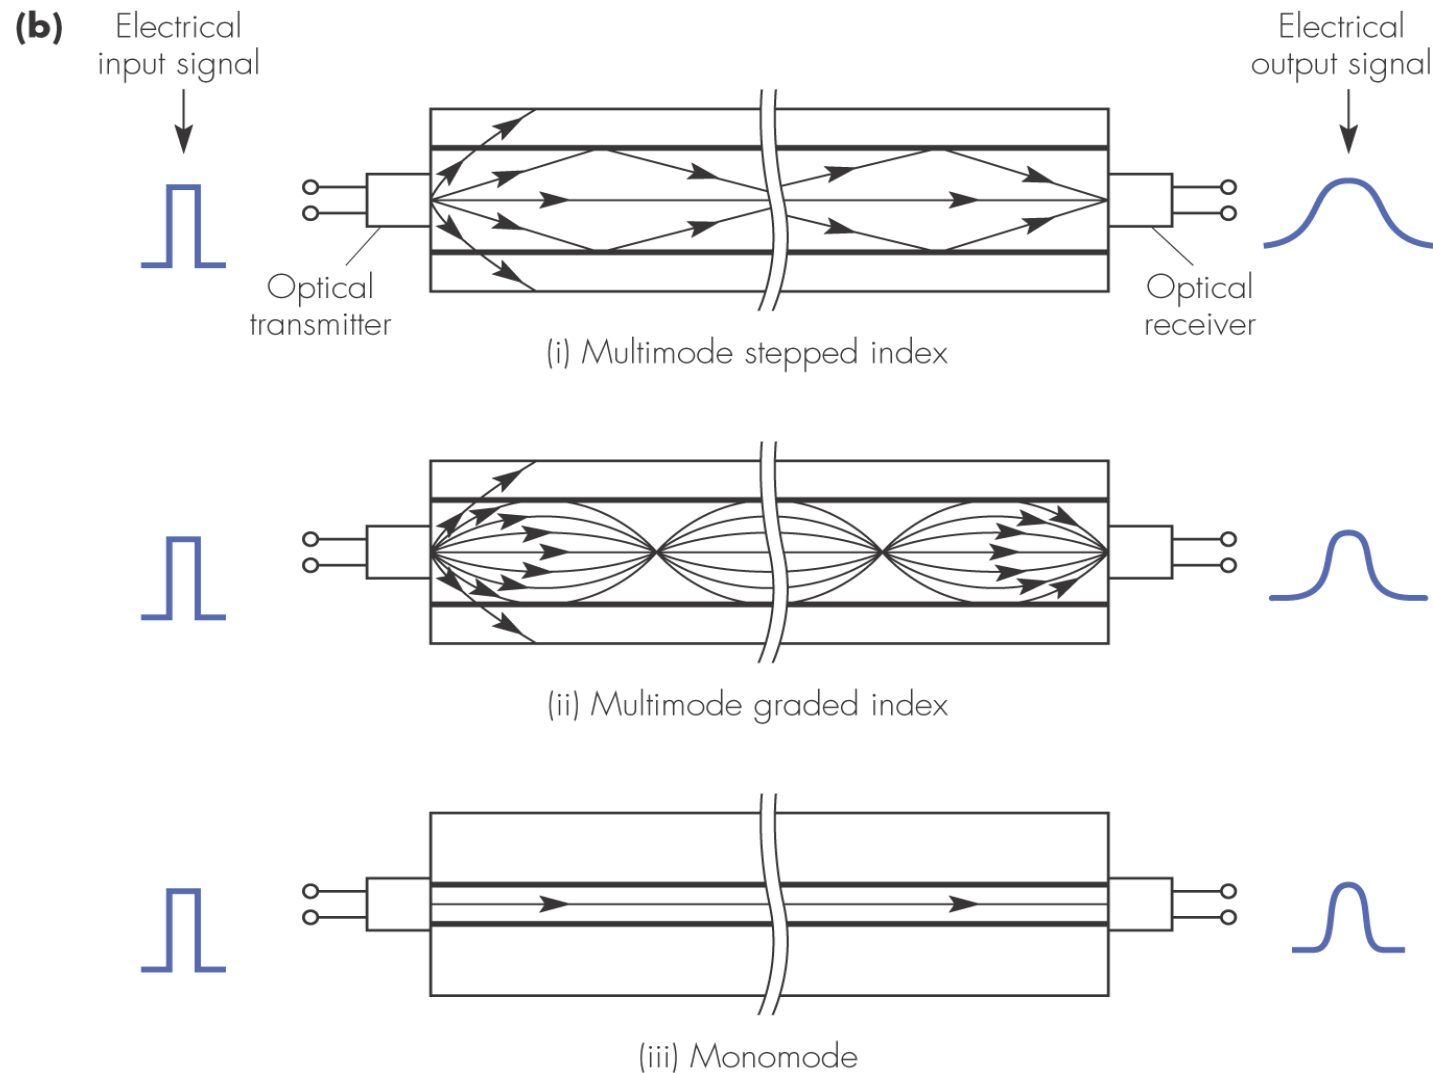 (b)
Electrical
input signal
Electrical
output signal
Optical
transmitter
Optical
receiver
(i) Multimode stepped index
(ii) Multimode graded index
(iii) Monomode